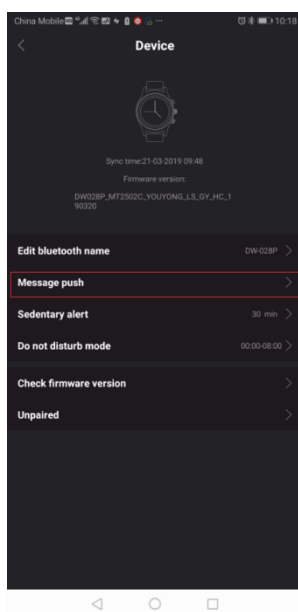 China Mobile 10:18
Device
Sync time:21-03-2019 09:48
Firmware version:
DW028P_MT2502C_YOUYONG_LS_GY_HC_1
90320
Edit bluetooth name DW-028P
Message push
Sedentary alert 30 min
Do not disturb mode 00:00-08:00
Check firmware version
Unpaired